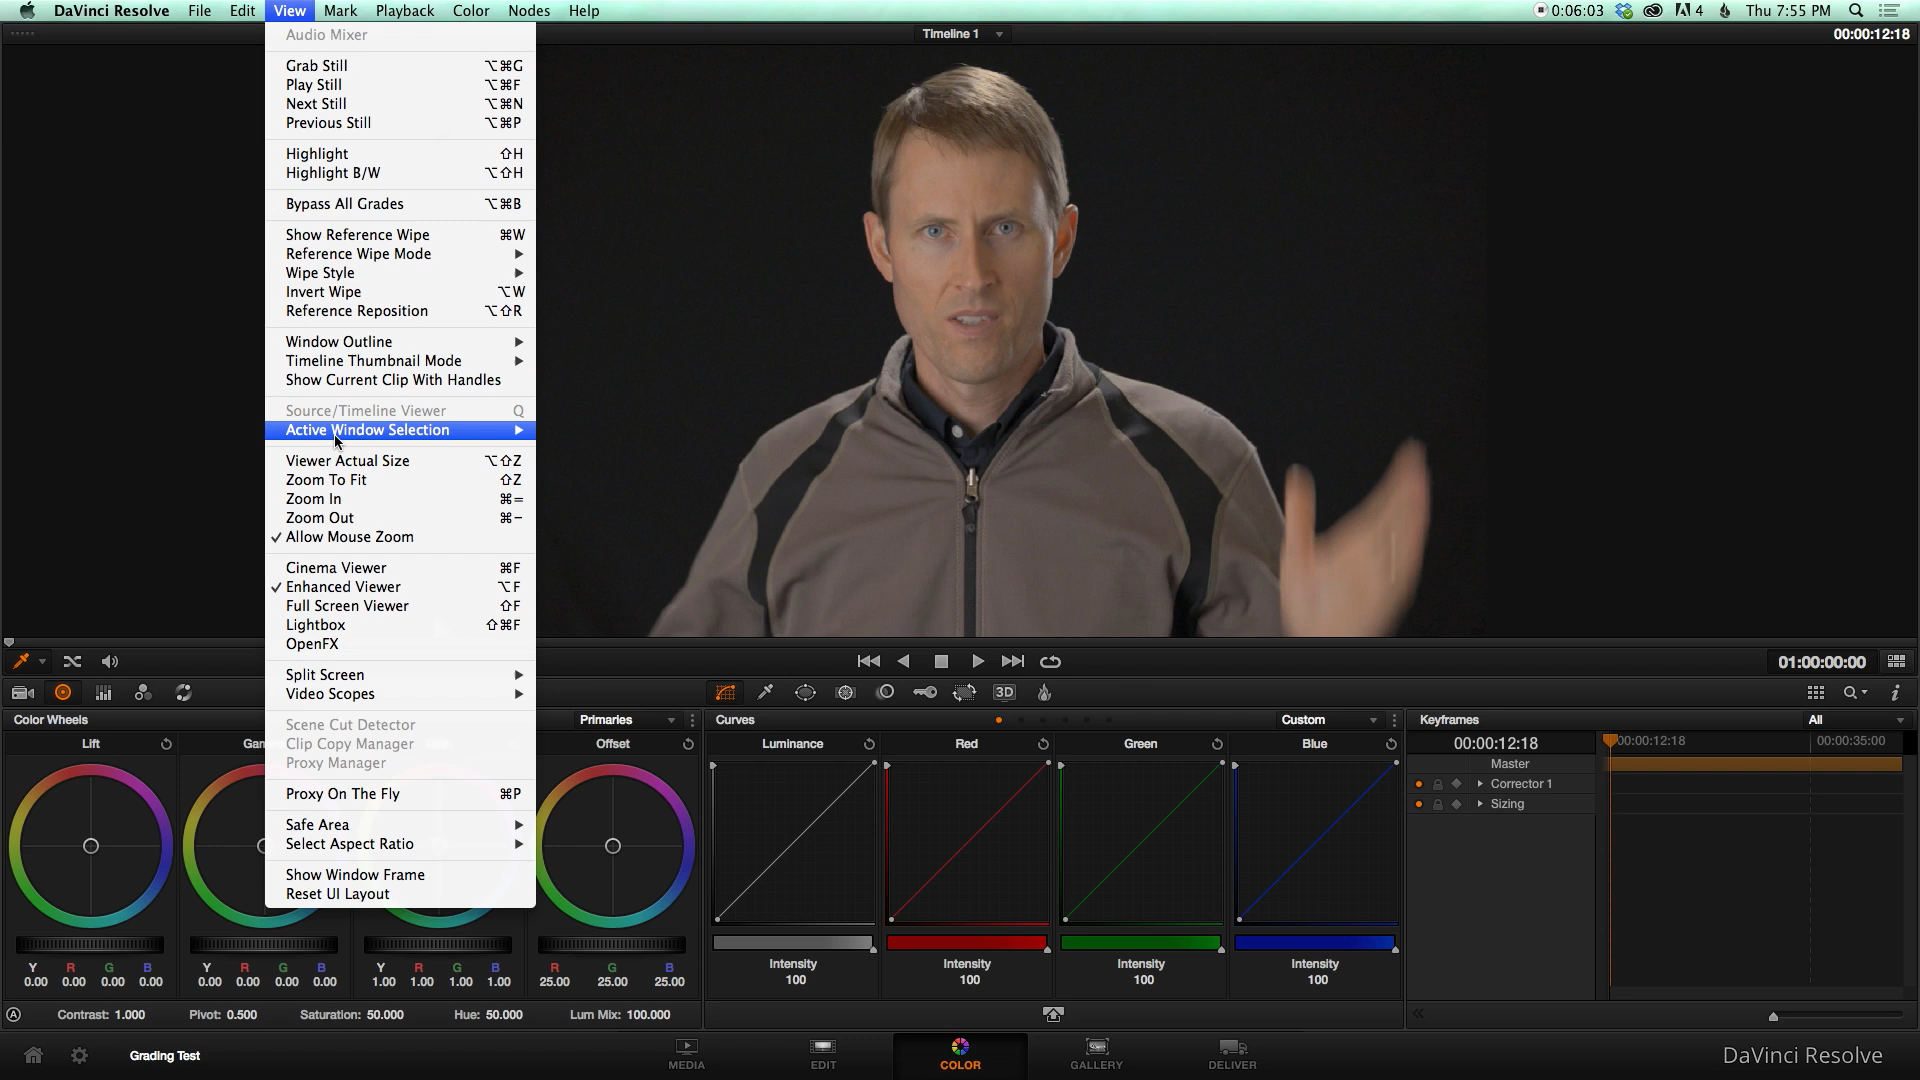 DaVinci Resolve File Edit View Mark Playback Color Nodes Help 0:06:03 4 Thu 7:55 PM
Timeline 1 00:00:12:18
Audio Mixer
Grab Still ⌥⌘G
Play Still ⌥⌘F
Next Still ⌥⌘N
Previous Still ⌥⌘P
Highlight ⇧H
Highlight B/W ⌥⇧H
Bypass All Grades ⌥⌘B
Show Reference Wipe ⌘W
Reference Wipe Mode
Wipe Style
Invert Wipe ⌥W
Reference Reposition ⌥⇧R
Window Outline
Timeline Thumbnail Mode
Show Current Clip With Handles
Source/Timeline Viewer Q
Active Window Selection
Viewer Actual Size ⌥⇧Z
Zoom To Fit ⇧Z
Zoom In ⌘=
Zoom Out ⌘-
✓ Allow Mouse Zoom
Cinema Viewer ⌘F
✓ Enhanced Viewer ⌥F
Full Screen Viewer ⇧F
Lightbox ⇧⌘F
OpenFX
Split Screen
Video Scopes
Scene Cut Detector
Clip Copy Manager
Proxy Manager
Proxy On The Fly ⌘P
Safe Area
Select Aspect Ratio
Show Window Frame
Reset UI Layout
01:00:00:00
3D
Color Wheels Primaries Curves Custom Keyframes All
Lift Gam Offset Luminance Red Green Blue 00:00:12:18 00:00:12:18 00:00:35:00
Master
Corrector 1
Sizing
Y R G B Y R G B Y R G B R G B
0.00 0.00 0.00 0.00 0.00 0.00 0.00 0.00 1.00 1.00 1.00 1.00 25.00 25.00 25.00
Intensity Intensity Intensity Intensity
100 100 100 100
A Contrast: 1.000 Pivot: 0.500 Saturation: 50.000 Hue: 50.000 Lum Mix: 100.000
Grading Test MEDIA EDIT COLOR GALLERY DELIVER DaVinci Resolve